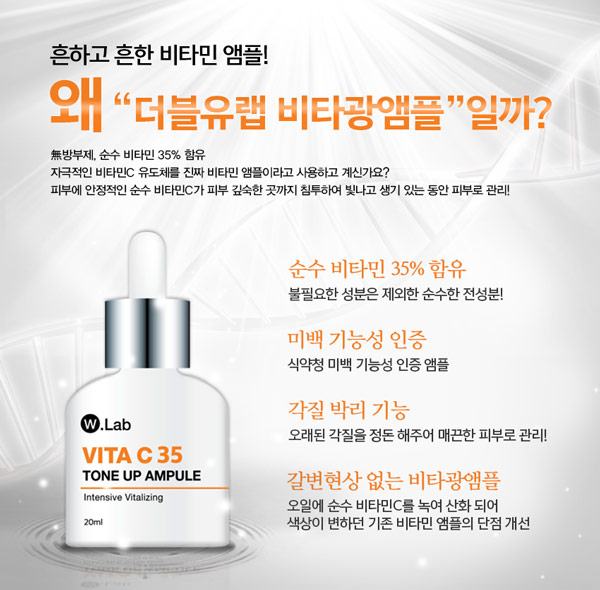 흔하고 흔한 비타민 앰플!
왜 “더블유랩 비타광앰플”일까?
無방부제, 순수 비타민 35% 함유
자극적인 비타민C 유도체를 진짜 비타민 앰플이라고 사용하고 계신가요?
피부에 안정적인 순수 비타민C가 피부 깊숙한 곳까지 침투하여 빛나고 생기 있는 동안 피부로 관리!
순수 비타민 35% 함유
불필요한 성분은 제외한 순수한 전성분!
미백 기능성 인증
식약청 미백 기능성 인증 앰플
각질 박리 기능
오래된 각질을 정돈 해주어 매끈한 피부로 관리!
갈변현상 없는 비타광앰플
오일에 순수 비타민C를 녹여 산화 되어
색상이 변하던 기존 비타민 앰플의 단점 개선
W.Lab
VITA C 35
TONE UP AMPULE
Intensive Vitalizing
20ml